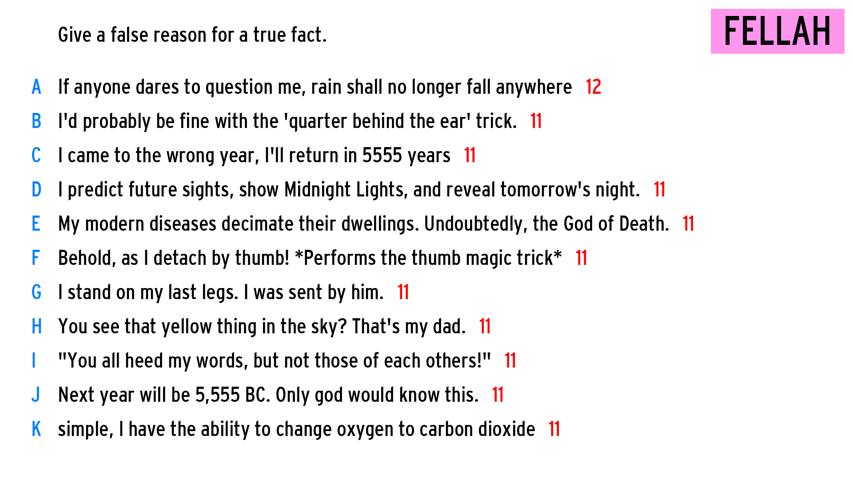 Give a false reason for a true fact.
FELLAH
A If anyone dares to question me, rain shall no longer fall anywhere 12
B I'd probably be fine with the 'quarter behind the ear' trick. 11
C I came to the wrong year, I'll return in 5555 years 11
D I predict future sights, show Midnight Lights, and reveal tomorrow's night. 11
E My modern diseases decimate their dwellings. Undoubtedly, the God of Death. 11
F Behold, as I detach by thumb! *Performs the thumb magic trick* 11
G I stand on my last legs. I was sent by him. 11
H You see that yellow thing in the sky? That's my dad. 11
I "You all heed my words, but not those of each others!" 11
J Next year will be 5,555 BC. Only god would know this. 11
K simple, I have the ability to change oxygen to carbon dioxide 11